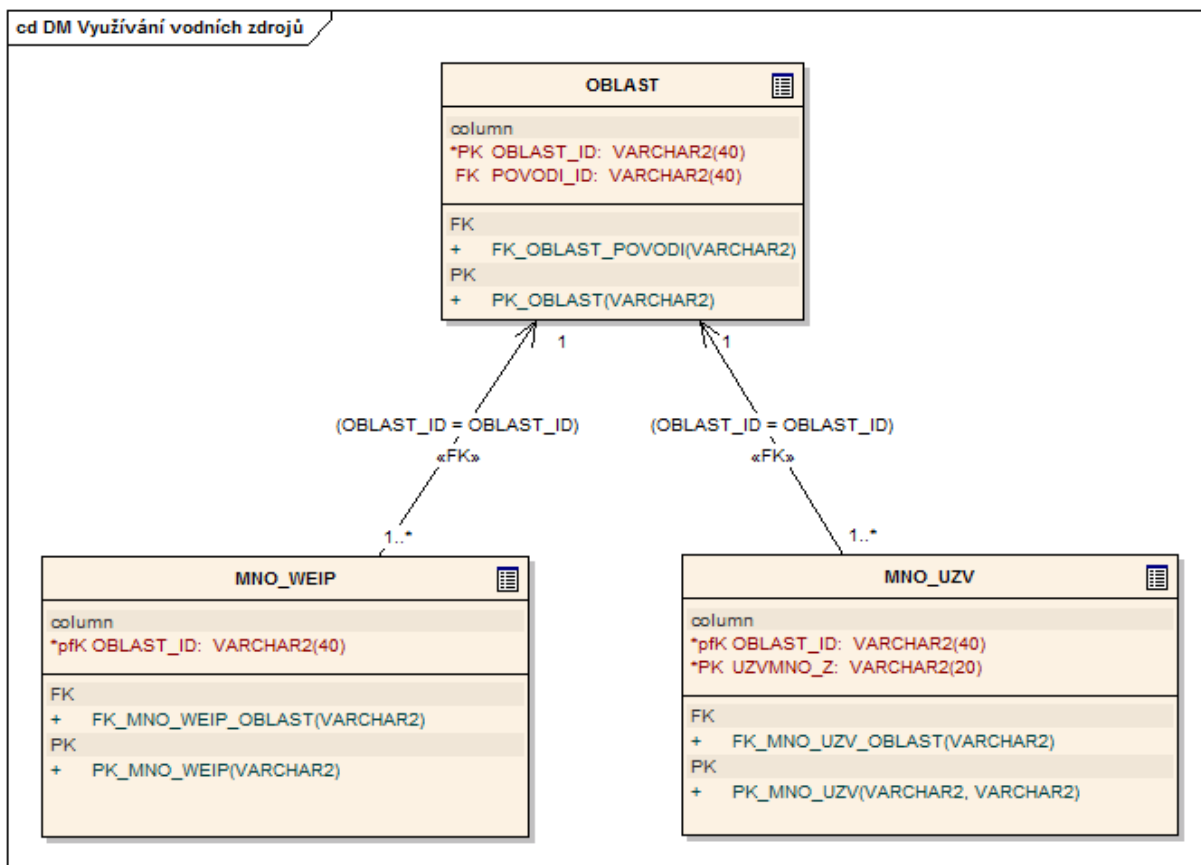 cd DM Využívání vodních zdrojů
OBLAST
column
*PK OBLAST_ID: VARCHAR2(40)
FK POVODI_ID: VARCHAR2(40)
FK
+ FK_OBLAST_POVODI(VARCHAR2)
PK
+ PK_OBLAST(VARCHAR2)
1
1
(OBLAST_ID = OBLAST_ID)
(OBLAST_ID = OBLAST_ID)
«FK»
«FK»
1..*
1..*
MNO_WEIP
column
*pfK OBLAST_ID: VARCHAR2(40)
FK
+ FK_MNO_WEIP_OBLAST(VARCHAR2)
PK
+ PK_MNO_WEIP(VARCHAR2)
MNO_UZV
column
*pfK OBLAST_ID: VARCHAR2(40)
*PK UZVMNO_Z: VARCHAR2(20)
FK
+ FK_MNO_UZV_OBLAST(VARCHAR2)
PK
+ PK_MNO_UZV(VARCHAR2, VARCHAR2)